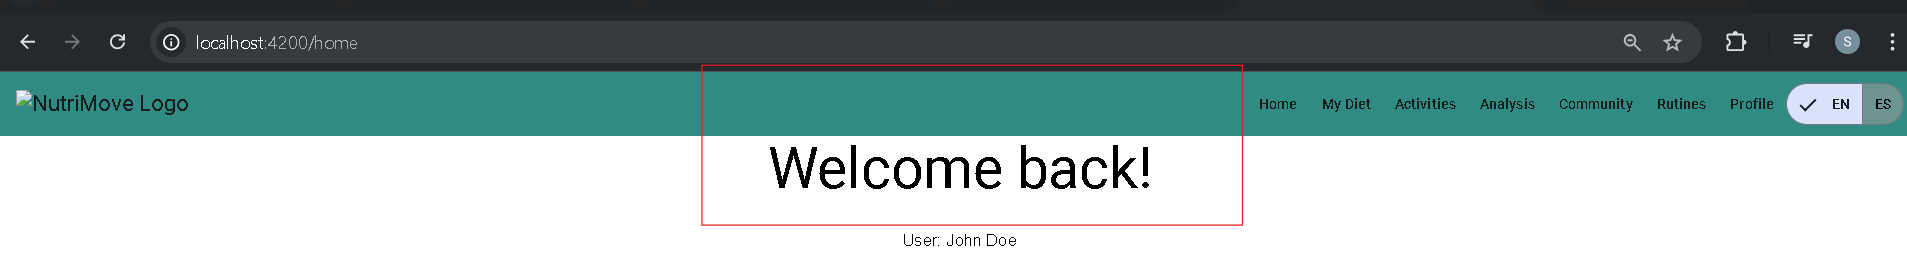 localhost:4200/home
S
NutriMove Logo
Home My Diet Activities Analysis Community Rutines Profile EN ES
Welcome back!
User: John Doe